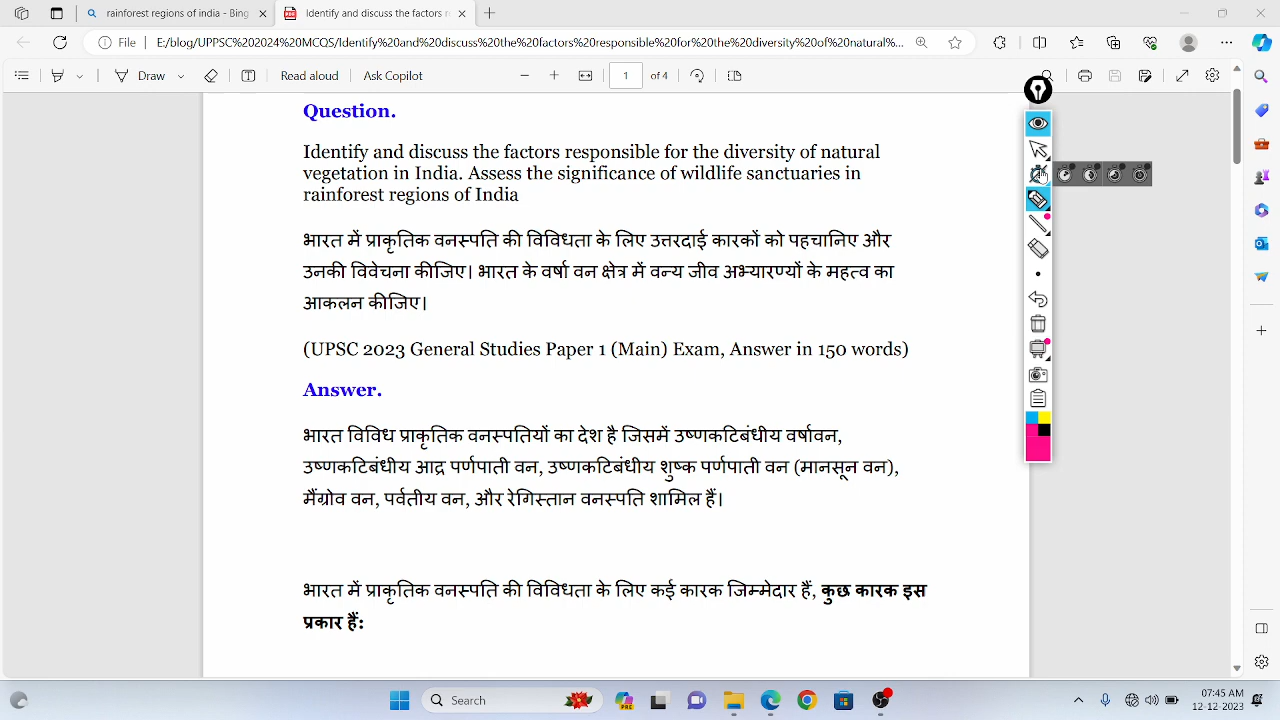 rainforest regions of india - Bing
Identify and discuss the factors r
File
E:/blog/UPPSC%202024%20MCQS/Identify%20and%20discuss%20the%20factors%20responsible%20for%20the%20diversity%20of%20natural%...
Draw
Read aloud
Ask Copilot
1
of 4
Question.
Identify and discuss the factors responsible for the diversity of natural
vegetation in India. Assess the significance of wildlife sanctuaries in
rainforest regions of India
भारत में प्राकृतिक वनस्पति की विविधता के लिए उत्तरदाई कारकों को पहचानिए और
उनकी विवेचना कीजिए। भारत के वर्षा वन क्षेत्र में वन्य जीव अभ्यारण्यों के महत्व का
आकलन कीजिए।
(UPSC 2023 General Studies Paper 1 (Main) Exam, Answer in 150 words)
Answer.
भारत विविध प्राकृतिक वनस्पतियों का देश है जिसमें उष्णकटिबंधीय वर्षावन,
उष्णकटिबंधीय आद्र पर्णपाती वन, उष्णकटिबंधीय शुष्क पर्णपाती वन (मानसून वन),
मैंग्रोव वन, पर्वतीय वन, और रेगिस्तान वनस्पति शामिल हैं।
भारत में प्राकृतिक वनस्पति की विविधता के लिए कई कारक जिम्मेदार हैं, कुछ कारक इस
प्रकार हैं:
Search
07:45 AM
12-12-2023